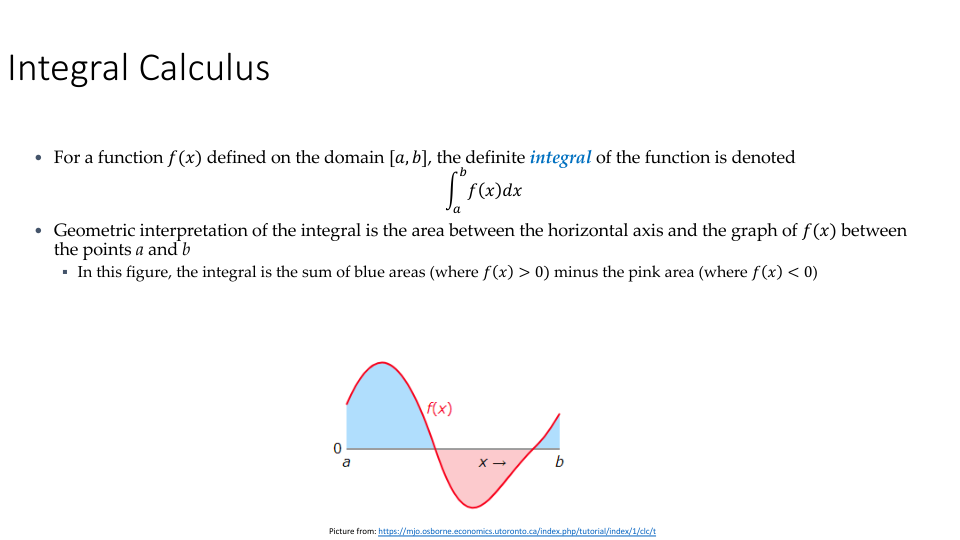 Integral Calculus
• For a function 𝑓(𝑥) defined on the domain [𝑎, 𝑏], the definite integral of the function is denoted
∫ₐᵇ 𝑓(𝑥)𝑑𝑥
• Geometric interpretation of the integral is the area between the horizontal axis and the graph of 𝑓(𝑥) between
the points 𝑎 and 𝑏
▪ In this figure, the integral is the sum of blue areas (where 𝑓(𝑥) > 0) minus the pink area (where 𝑓(𝑥) < 0)
f(x)
0
a
x →
b
Picture from: https://mjo.osborne.economics.utoronto.ca/index.php/tutorial/index/1/clc/t